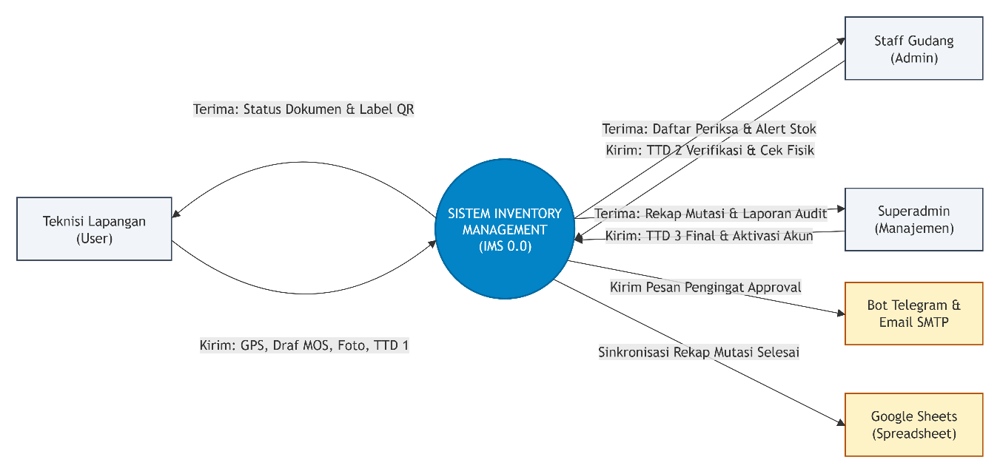 Staff Gudang
(Admin)
Terima: Status Dokumen & Label QR
Terima: Daftar Periksa & Alert Stok
Kirim: TTD 2 Verifikasi & Cek Fisik
Teknisi Lapangan
(User)
SISTEM INVENTORY
MANAGEMENT
(IMS 0.0)
Terima: Rekap Mutasi & Laporan Audit
Kirim: TTD 3 Final & Aktivasi Akun
Superadmin
(Manajemen)
Kirim Pesan Pengingat Approval
Bot Telegram &
Email SMTP
Kirim: GPS, Draf MOS, Foto, TTD 1
Sinkronisasi Rekap Mutasi Selesai
Google Sheets
(Spreadsheet)